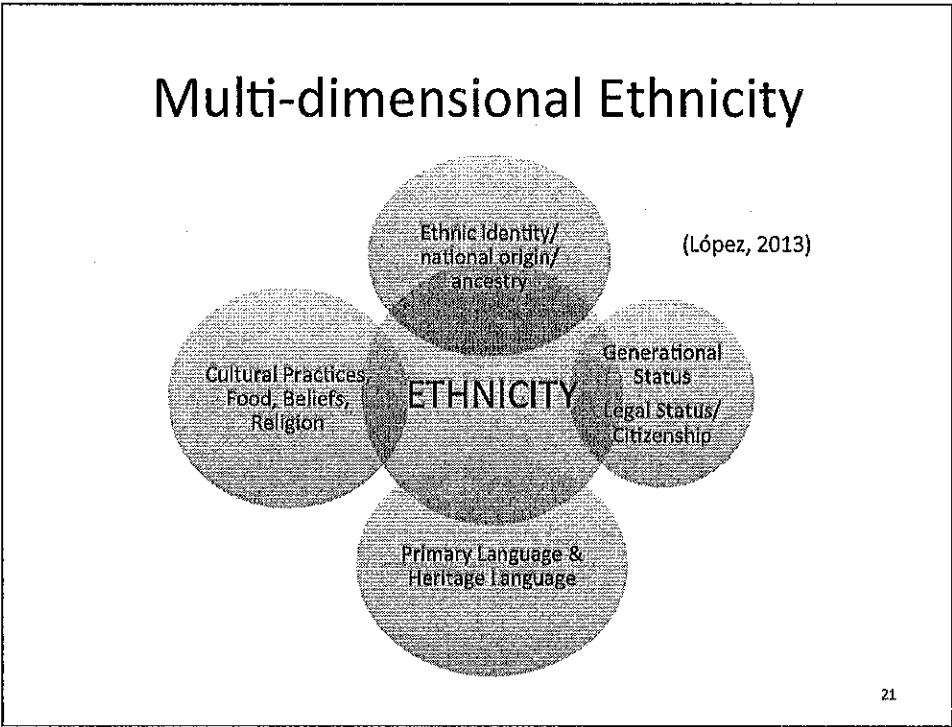 Multi-dimensional Ethnicity
(López, 2013)
Ethnic Identity/
national origin/
ancestry
Cultural Practices,
Food, Beliefs,
Religion
ETHNICITY
Generational
Status
Legal Status/
Citizenship
Primary Language &
Heritage Language
21